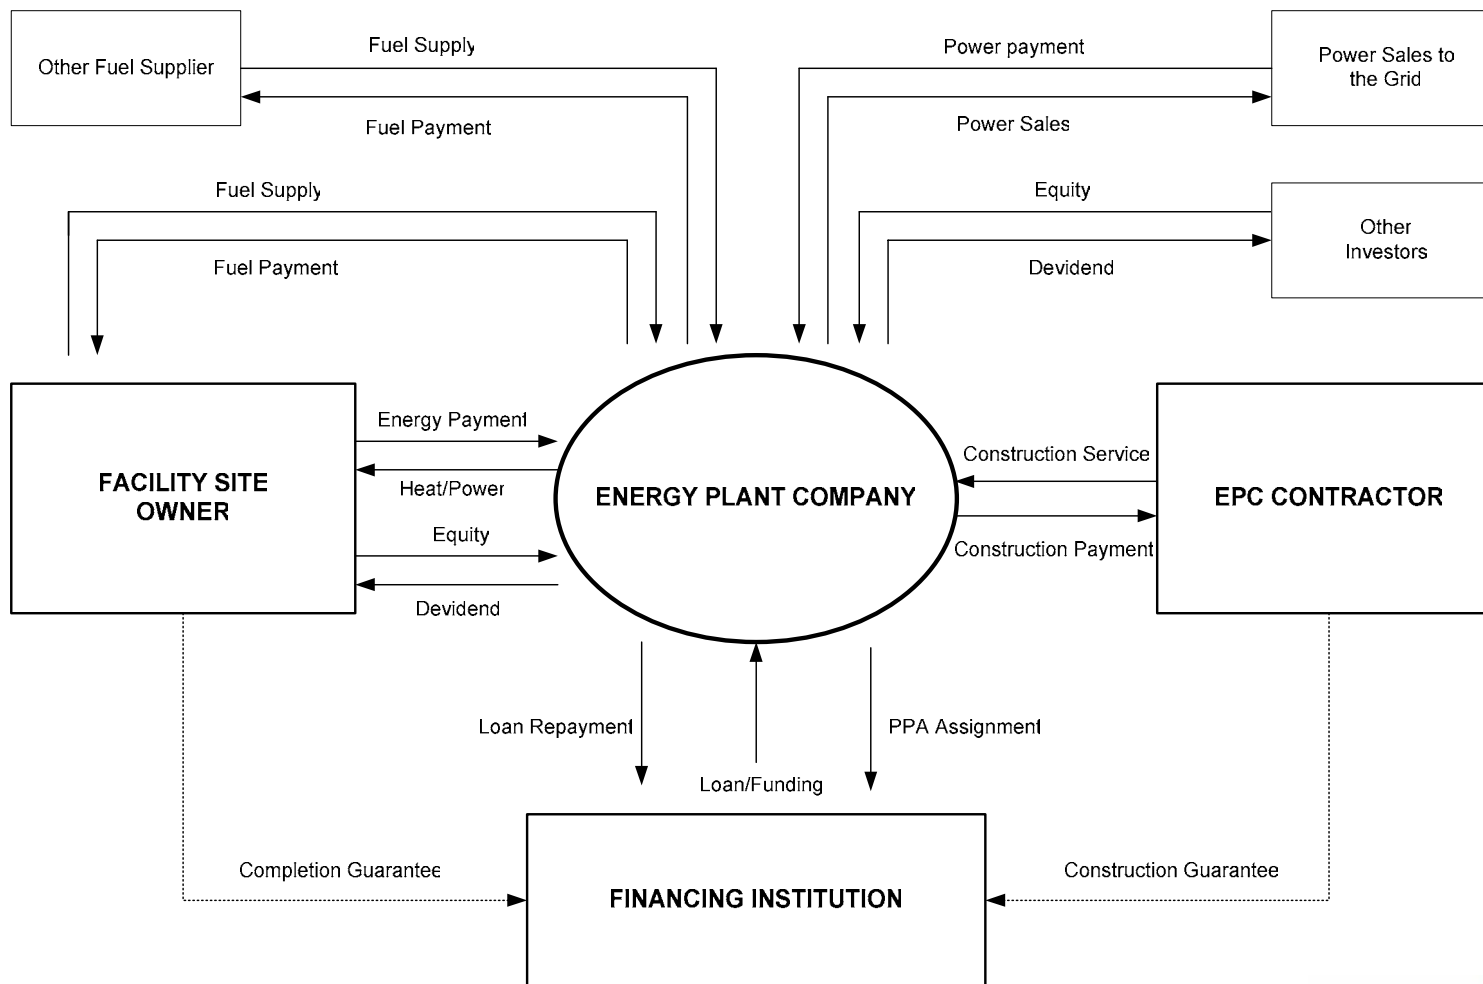 Fuel Supply
Power payment
Other Fuel Supplier
Power Sales to
the Grid
Fuel Payment
Power Sales
Fuel Supply
Equity
Other
Investors
Fuel Payment
Devidend
Energy Payment
Construction Service
FACILITY SITE
OWNER
Heat/Power
ENERGY PLANT COMPANY
EPC CONTRACTOR
Equity
Construction Payment
Devidend
Loan Repayment
PPA Assignment
Loan/Funding
Completion Guarantee
Construction Guarantee
FINANCING INSTITUTION